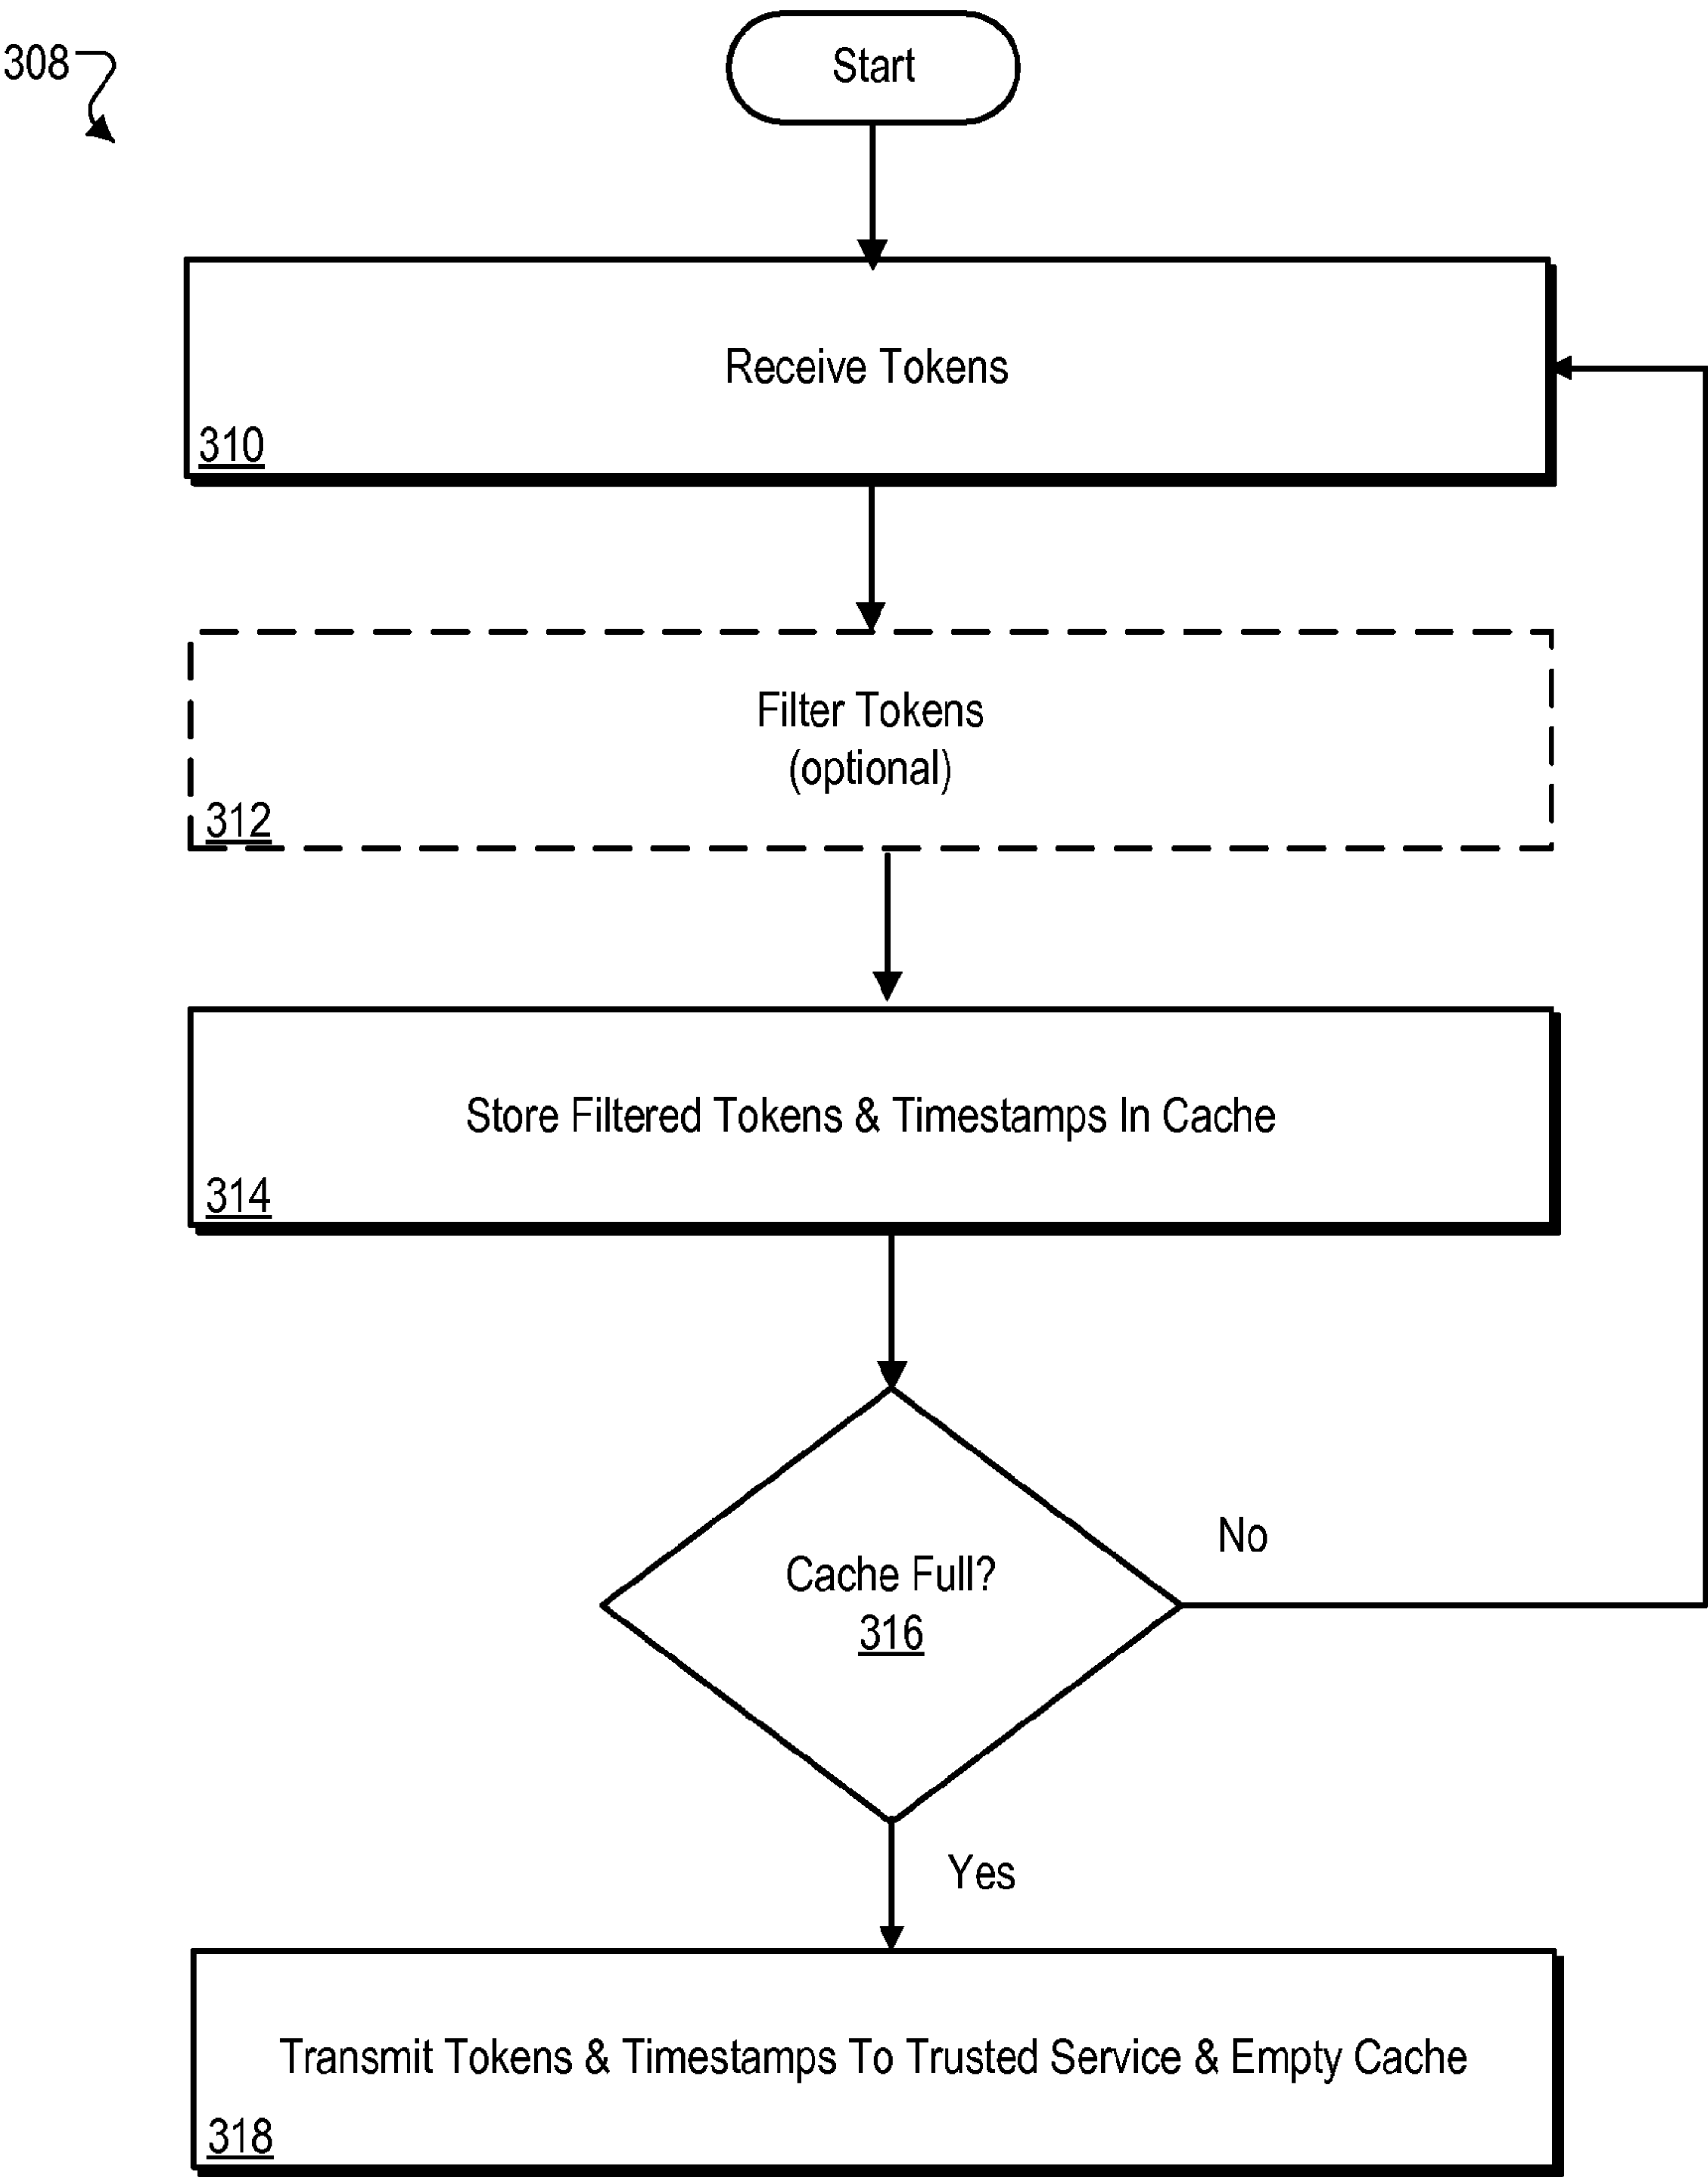 308
Start
Receive Tokens
310
Filter Tokens
(optional)
312
Store Filtered Tokens & Timestamps In Cache
314
No
Cache Full?
316
Yes
Transmit Tokens & Timestamps To Trusted Service & Empty Cache
318